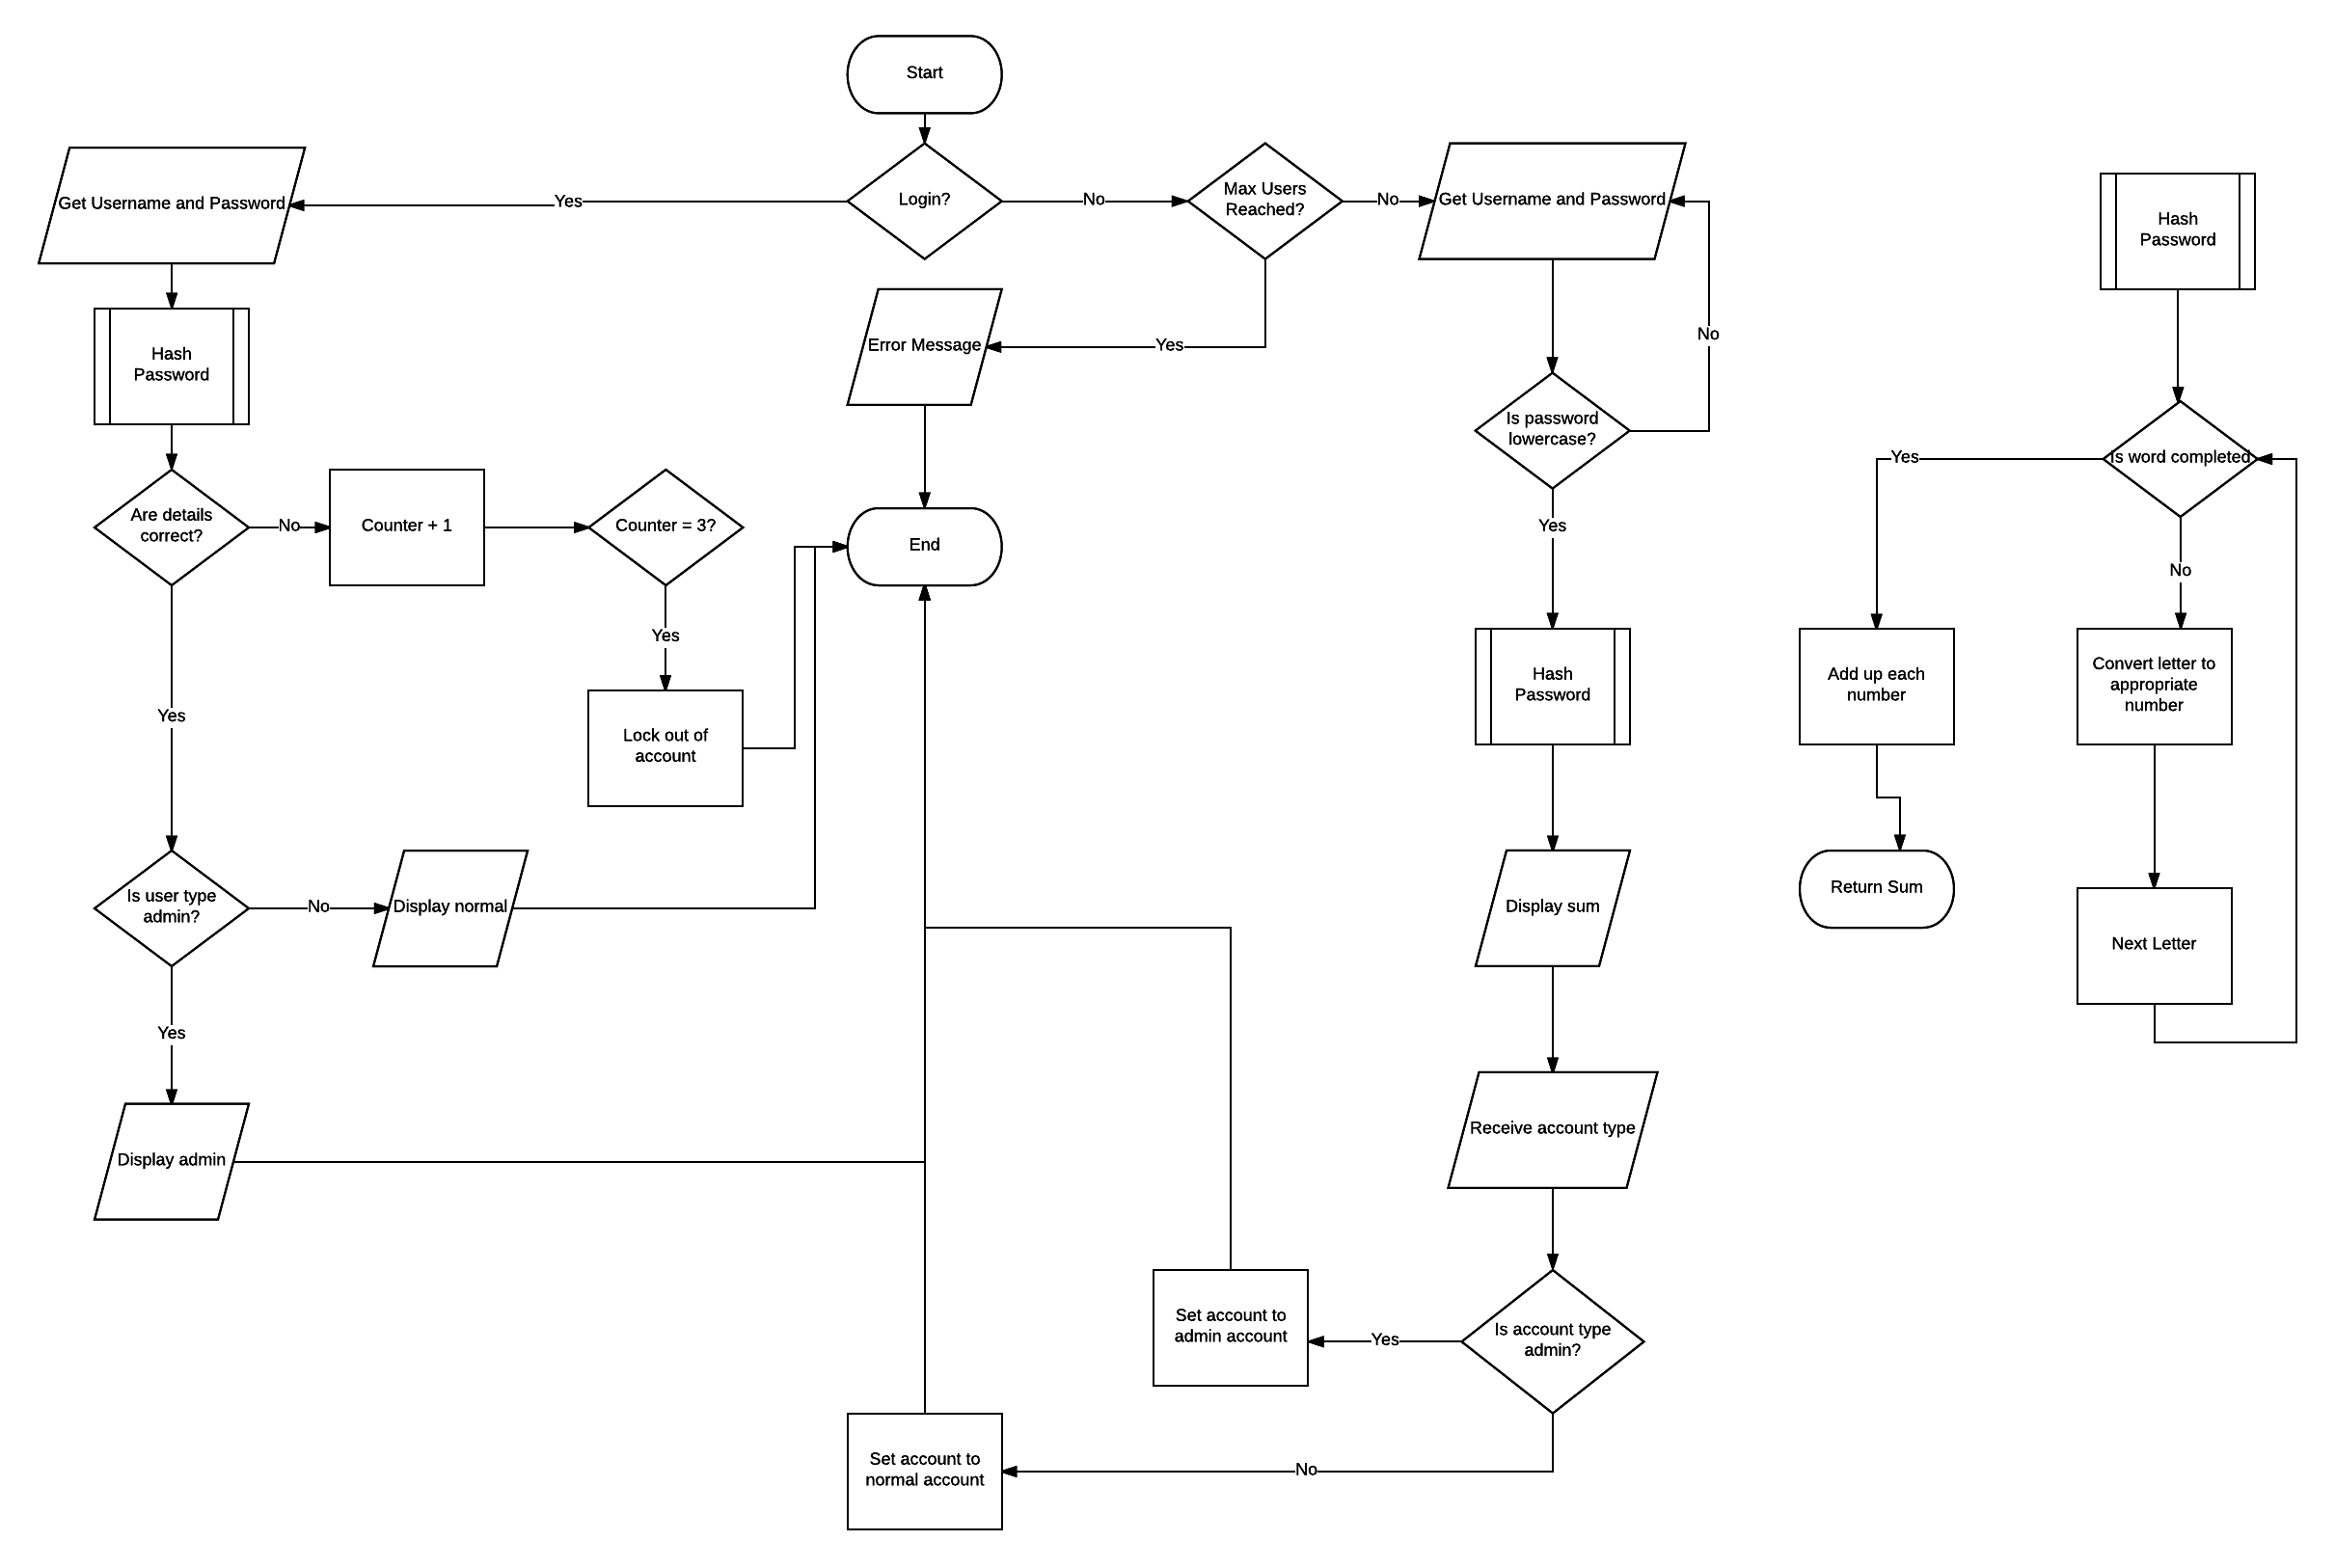 Start
Get Username and Password
Yes
Login?
No
Max Users
Reached?
No
Get Username and Password
Hash
Password
Hash
Password
Error Message
Yes
No
Is password
lowercase?
Is word completed
Yes
Are details
correct?
No
Counter + 1
Counter = 3?
End
Yes
No
Yes
Hash
Password
Add up each
number
Convert letter to
appropriate
number
Yes
Lock out of
account
Is user type
admin?
No
Display normal
Display sum
Return Sum
Next Letter
Yes
Display admin
Receive account type
Set account to
admin account
Yes
Is account type
admin?
Set account to
normal account
No